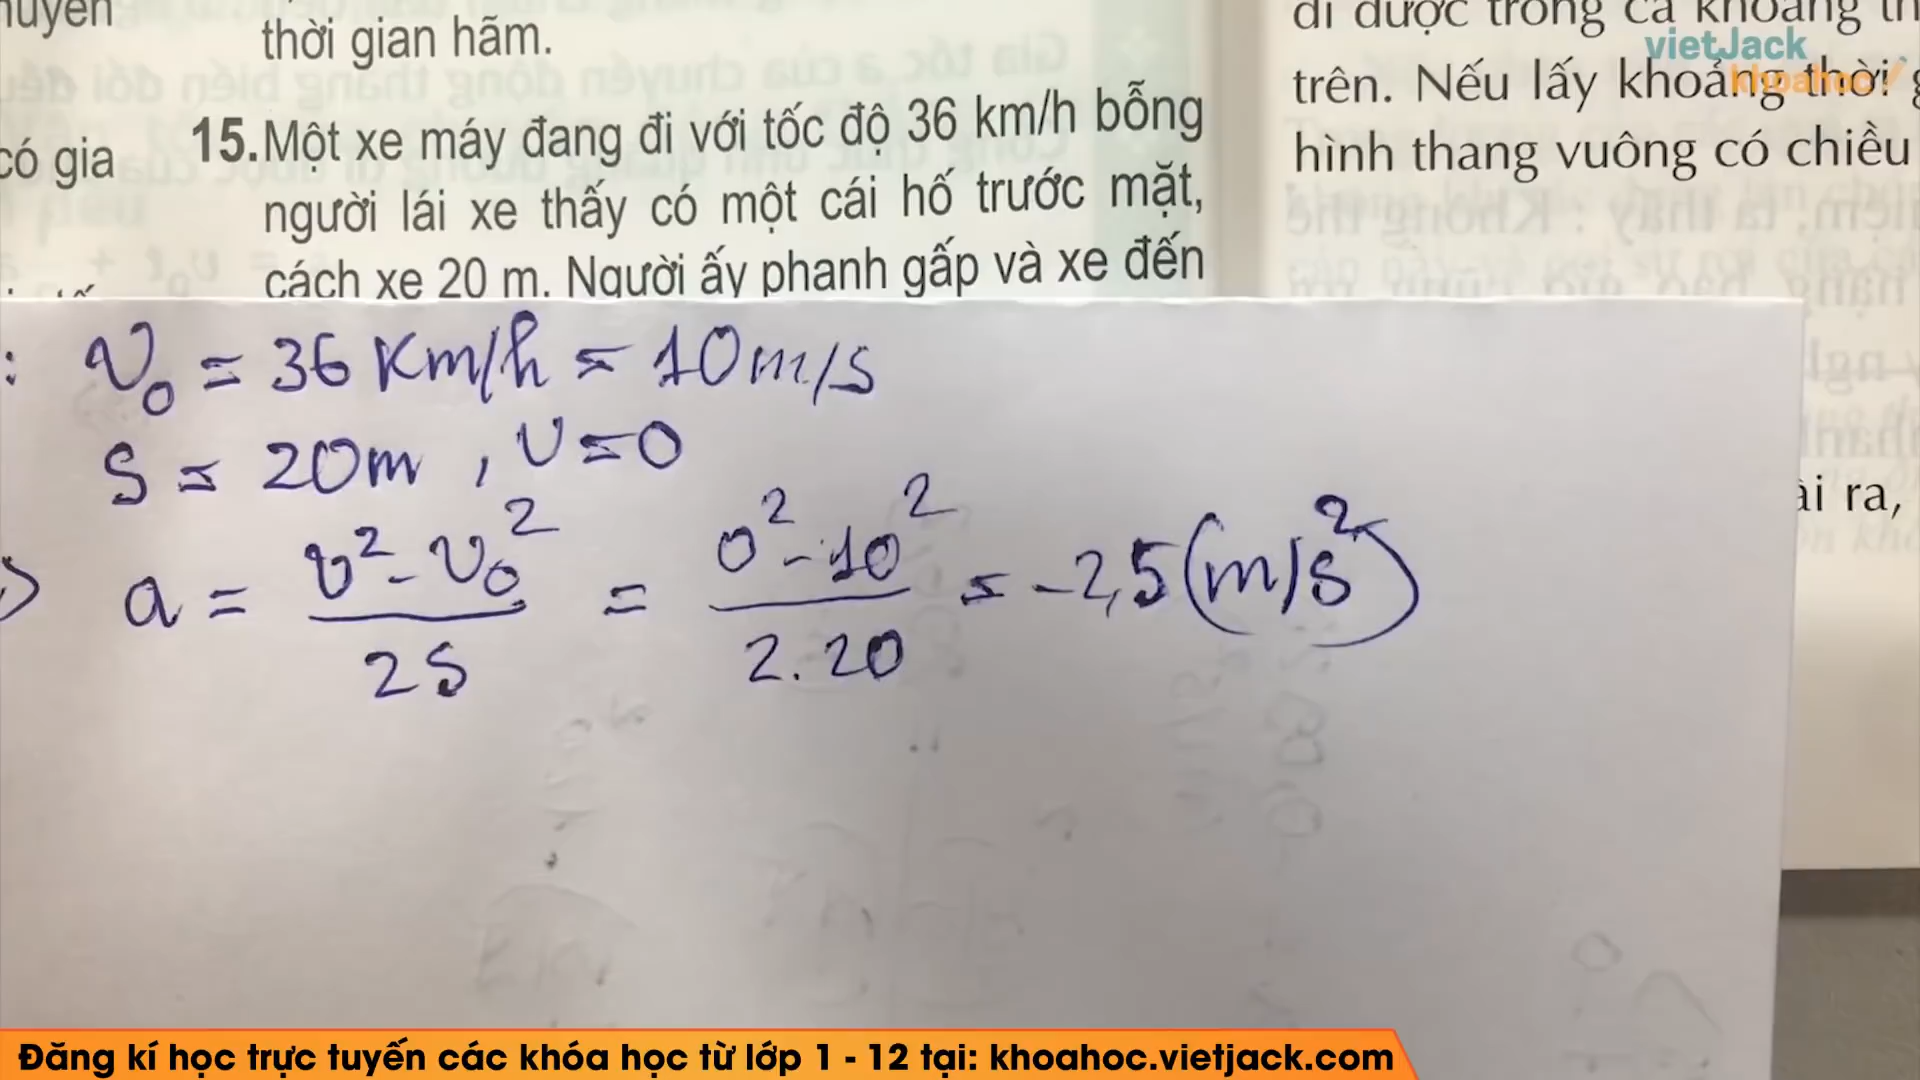 thời gian hãm.
có gia
15. Một xe máy đang đi với tốc độ 36 km/h bỗng
người lái xe thấy có một cái hố trước mặt,
cách xe 20 m. Người ấy phanh gấp và xe đến
đi được trong cả khoảng
vietJack
khoahoc
trên. Nếu lấy khoảng thời
hình thang vuông có chiều
ài ra,
: v₀ = 36 Km/h = 10m/s
S = 20m , v = 0
a = (v² - v₀²)/(2S) = (0² - 10²)/(2.20) = -2,5 (m/s²)
Đăng kí học trực tuyến các khóa học từ lớp 1 - 12 tại: khoahoc.vietjack.com